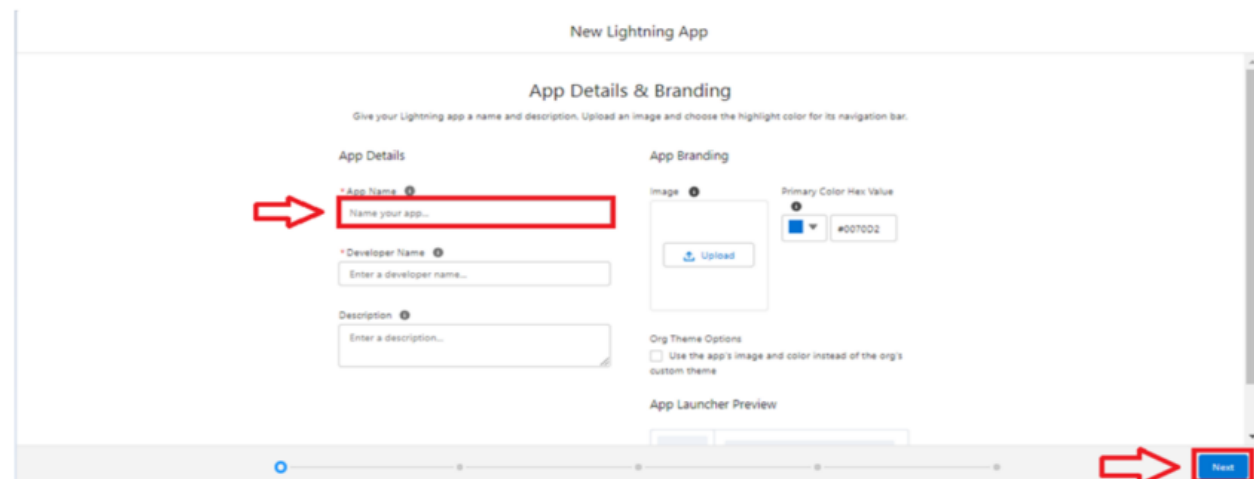 New Lightning App
App Details & Branding
Give your Lightning app a name and description. Upload an image and choose the highlight color for its navigation bar.
App Details
* App Name
Name your app...
* Developer Name
Enter a developer name...
Description
Enter a description...
App Branding
Image
Upload
Primary Color Hex Value
#0070D2
Org Theme Options
Use the app's image and color instead of the org's
custom theme
App Launcher Preview
Next